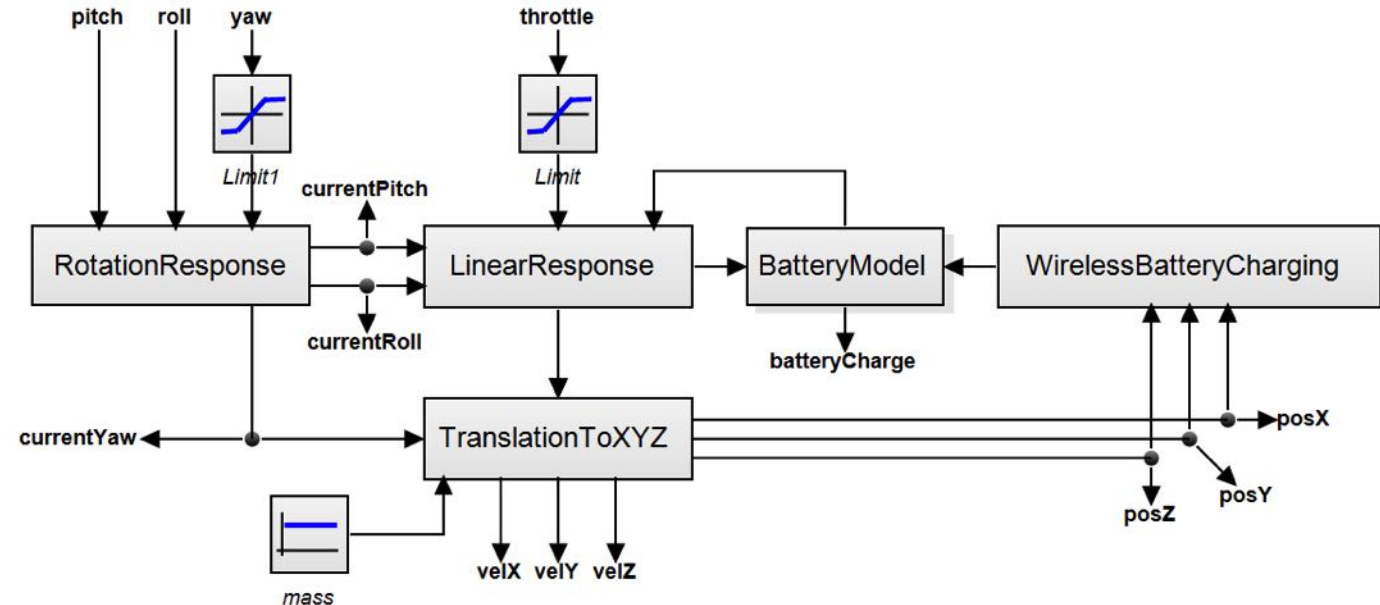 pitch
roll
yaw
throttle
Limit1
Limit
currentPitch
RotationResponse
LinearResponse
BatteryModel
WirelessBatteryCharging
currentRoll
batteryCharge
currentYaw
TranslationToXYZ
posX
posY
posZ
velX
velY
velZ
mass